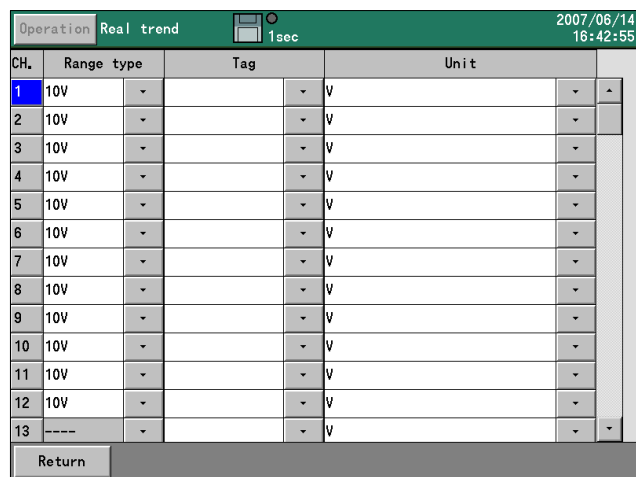 Operation Real trend 1sec 2007/06/14
16:42:55
CH. Range type Tag Unit
1 10V V
2 10V V
3 10V V
4 10V V
5 10V V
6 10V V
7 10V V
8 10V V
9 10V V
10 10V V
11 10V V
12 10V V
13 ---- V
Return